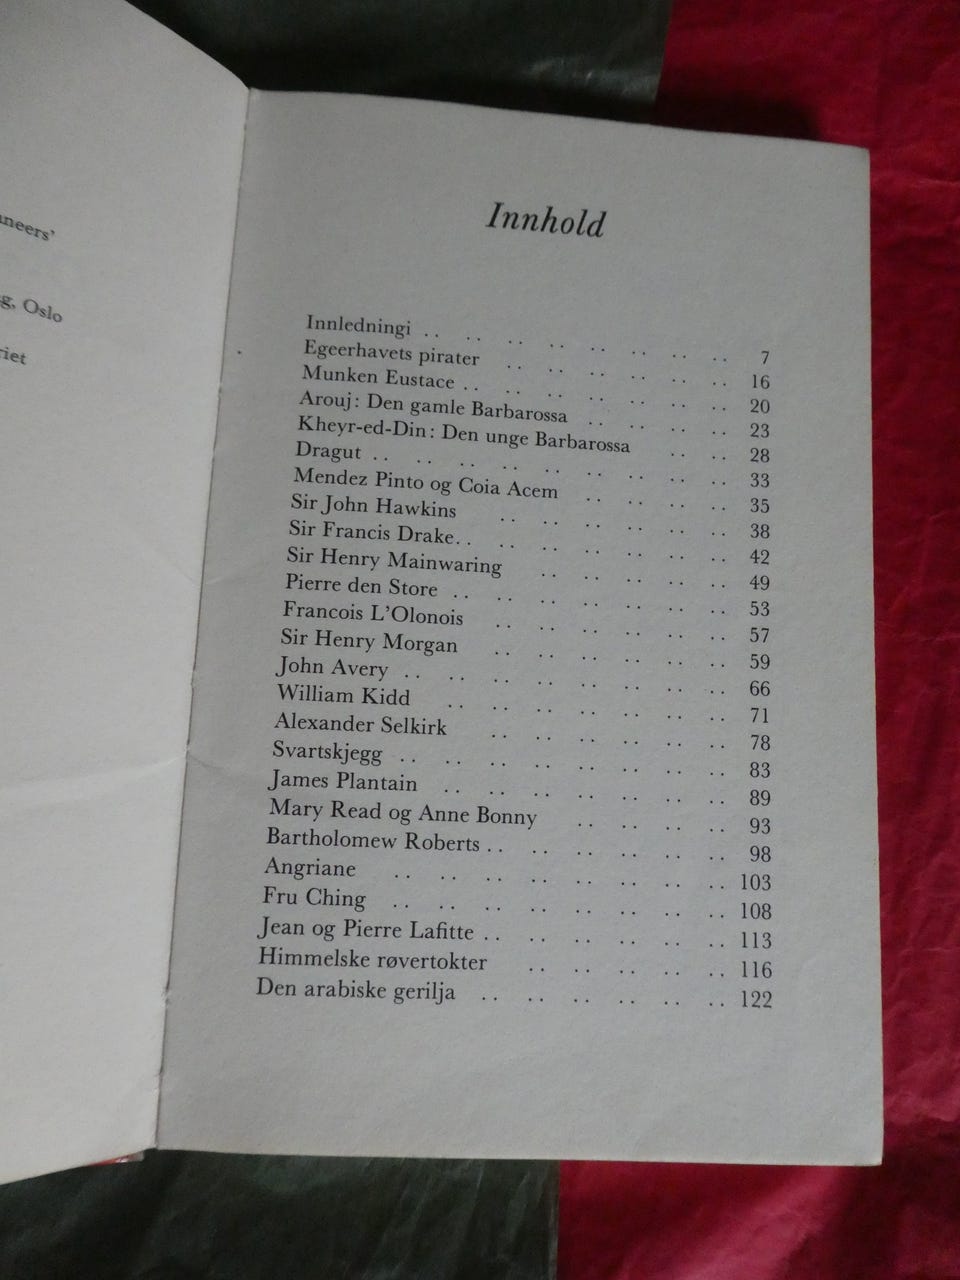 neers'
g, Oslo
riet
Innhold
Innledningi .. .. .. .. .. .. .. .. 7
Egeerhavets pirater .. .. .. .. .. .. 16
Munken Eustace .. .. .. .. .. .. .. 20
Arouj: Den gamle Barbarossa .. .. .. .. 23
Kheyr-ed-Din: Den unge Barbarossa .. .. 28
Dragut .. .. .. .. .. .. .. .. .. 33
Mendez Pinto og Coia Acem .. .. .. .. 35
Sir John Hawkins .. .. .. .. .. .. 38
Sir Francis Drake .. .. .. .. .. .. .. 42
Sir Henry Mainwaring .. .. .. .. .. 49
Pierre den Store .. .. .. .. .. .. .. 53
Francois L'Olonois .. .. .. .. .. .. 57
Sir Henry Morgan .. .. .. .. .. .. 59
John Avery .. .. .. .. .. .. .. .. 66
William Kidd .. .. .. .. .. .. .. 71
Alexander Selkirk .. .. .. .. .. .. 78
Svartskjegg .. .. .. .. .. .. .. .. 83
James Plantain .. .. .. .. .. .. .. 89
Mary Read og Anne Bonny .. .. .. .. 93
Bartholomew Roberts .. .. .. .. .. .. 98
Angriane .. .. .. .. .. .. .. .. 103
Fru Ching .. .. .. .. .. .. .. .. 108
Jean og Pierre Lafitte .. .. .. .. .. .. 113
Himmelske røvertokter .. .. .. .. .. 116
Den arabiske gerilja .. .. .. .. .. .. 122